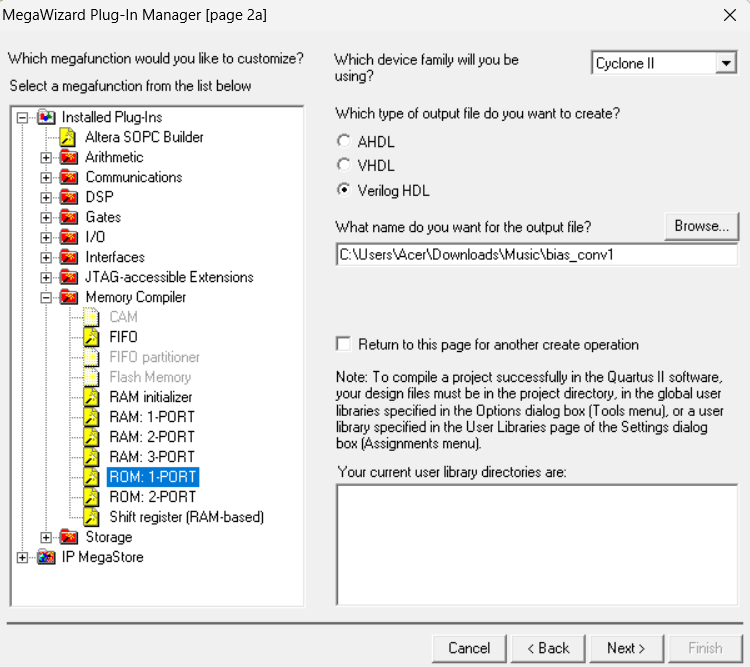 MegaWizard Plug-In Manager [page 2a]
Which megafunction would you like to customize?
Select a megafunction from the list below
Installed Plug-Ins
Altera SOPC Builder
Arithmetic
Communications
DSP
Gates
I/O
Interfaces
JTAG-accessible Extensions
Memory Compiler
CAM
FIFO
FIFO partitioner
Flash Memory
RAM initializer
RAM: 1-PORT
RAM: 2-PORT
RAM: 3-PORT
ROM: 1-PORT
ROM: 2-PORT
Shift register (RAM-based)
Storage
IP MegaStore
Which device family will you be
using?
Cyclone II
Which type of output file do you want to create?
AHDL
VHDL
Verilog HDL
What name do you want for the output file?
Browse...
C:\Users\Acer\Downloads\Music\bias_conv1
Return to this page for another create operation
Note: To compile a project successfully in the Quartus II software,
your design files must be in the project directory, in the global user
libraries specified in the Options dialog box (Tools menu), or a user
library specified in the User Libraries page of the Settings dialog
box (Assignments menu).
Your current user library directories are:
Cancel
< Back
Next >
Finish